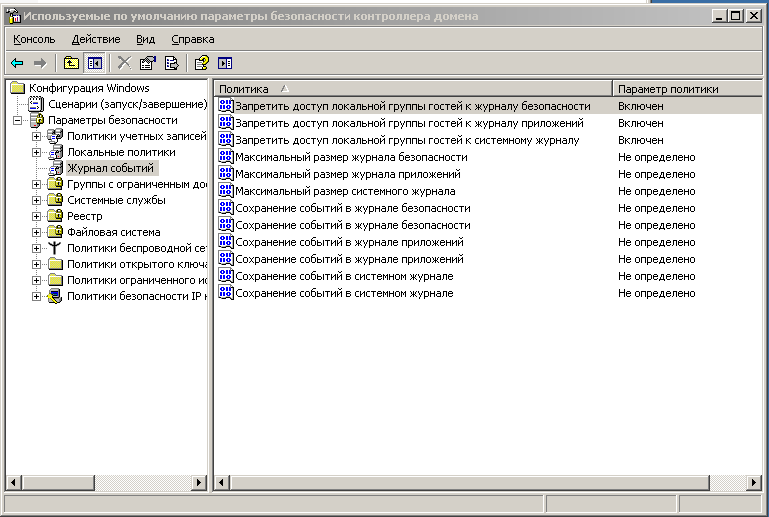 Используемые по умолчанию параметры безопасности контроллера домена
Консоль Действие Вид Справка
Конфигурация Windows
Сценарии (запуск/завершение)
Параметры безопасности
Политики учетных записей
Локальные политики
Журнал событий
Группы с ограниченным дос
Системные службы
Реестр
Файловая система
Политики беспроводной се
Политики открытого ключа
Политики ограниченного ис
Политики безопасности IP н
Политика Параметр политики
Запретить доступ локальной группы гостей к журналу безопасности Включен
Запретить доступ локальной группы гостей к журналу приложений Включен
Запретить доступ локальной группы гостей к системному журналу Включен
Максимальный размер журнала безопасности Не определено
Максимальный размер журнала приложений Не определено
Максимальный размер системного журнала Не определено
Сохранение событий в журнале безопасности Не определено
Сохранение событий в журнале безопасности Не определено
Сохранение событий в журнале приложений Не определено
Сохранение событий в журнале приложений Не определено
Сохранение событий в системном журнале Не определено
Сохранение событий в системном журнале Не определено